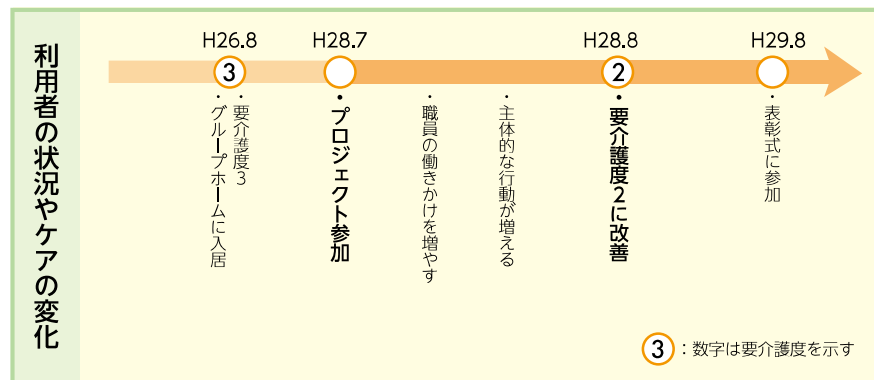 利用者の状況やケアの変化
H26.8
H28.7
H28.8
H29.8
3
2
・要介護度3
・グループホームに入居
・プロジェクト参加
・職員の働きかけを増やす
・主体的な行動が増える
・要介護度2に改善
・表彰式に参加
3：数字は要介護度を示す